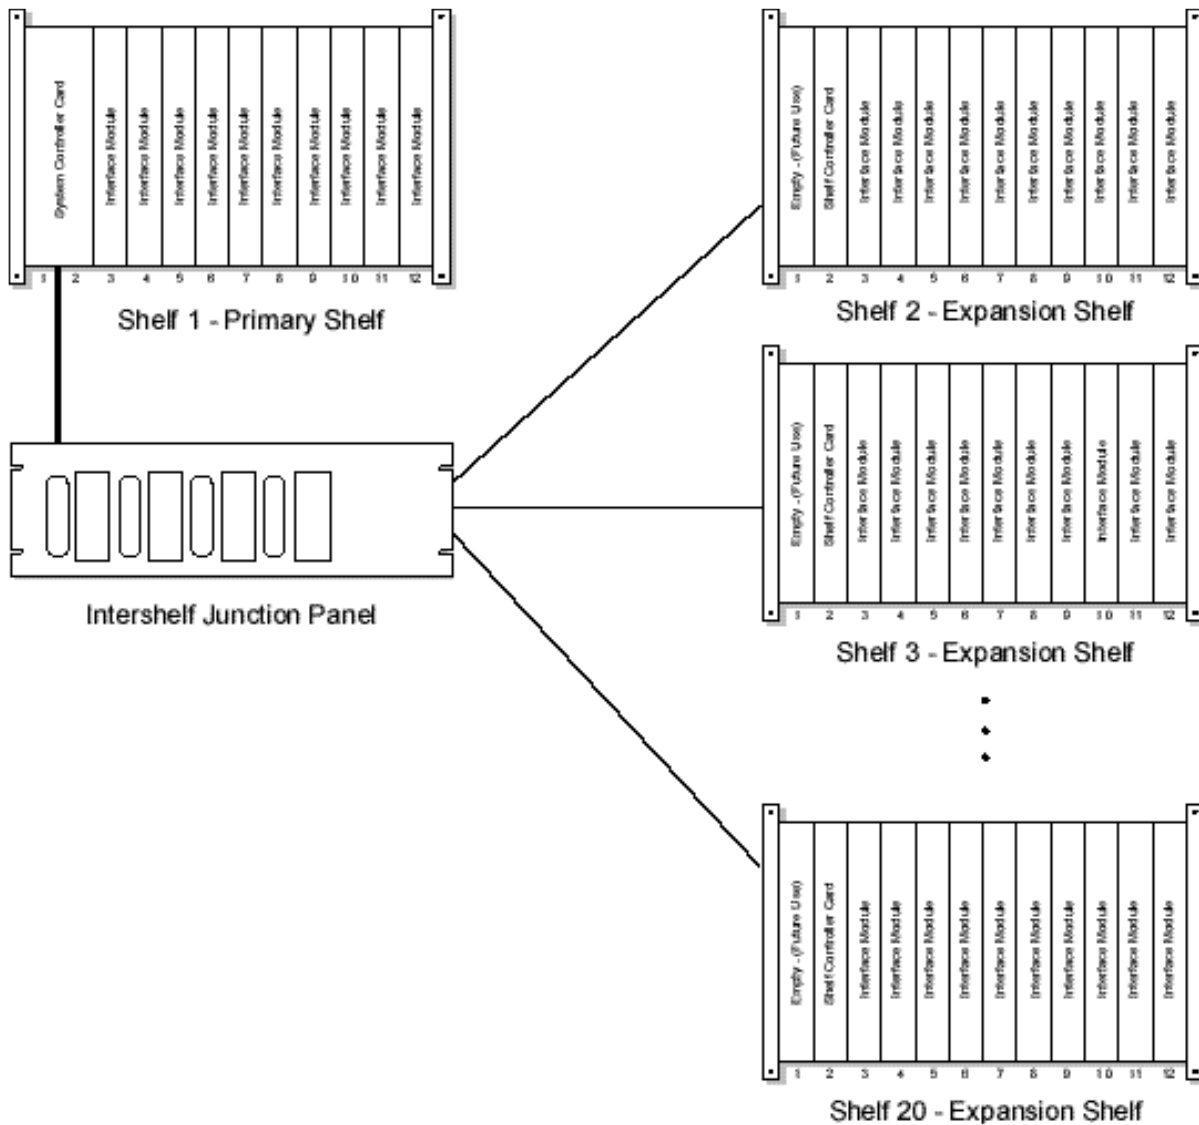 System Controller Card
Interface Module
Interface Module
Interface Module
Interface Module
Interface Module
Interface Module
Interface Module
Interface Module
Interface Module
Interface Module
1 2 3 4 5 6 7 8 9 10 11 12
Shelf 1 - Primary Shelf
Empty - (Future Use)
Shelf Controller Card
Interface Module
Interface Module
Interface Module
Interface Module
Interface Module
Interface Module
Interface Module
Interface Module
Interface Module
Interface Module
1 2 3 4 5 6 7 8 9 10 11 12
Shelf 2 - Expansion Shelf
Intershelf Junction Panel
Empty - (Future Use)
Shelf Controller Card
Interface Module
Interface Module
Interface Module
Interface Module
Interface Module
Interface Module
Interface Module
Interface Module
Interface Module
Interface Module
1 2 3 4 5 6 7 8 9 10 11 12
Shelf 3 - Expansion Shelf
Empty - (Future Use)
Shelf Controller Card
Interface Module
Interface Module
Interface Module
Interface Module
Interface Module
Interface Module
Interface Module
Interface Module
Interface Module
Interface Module
1 2 3 4 5 6 7 8 9 10 11 12
Shelf 20 - Expansion Shelf